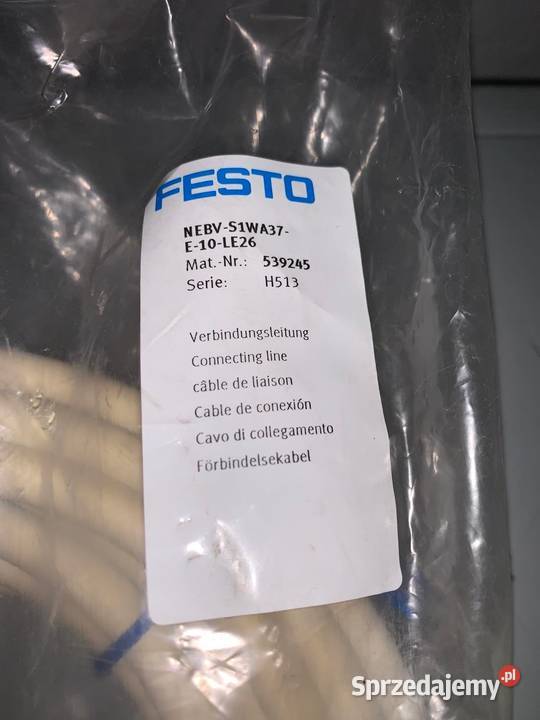 FESTO
NEBV-S1WA37-
E-10-LE26
Mat.-Nr.: 539245
Serie: H513
Verbindungsleitung
Connecting line
câble de liaison
Cable de conexión
Cavo di collegamento
Förbindelsekabel
Sprzedajemy.pl